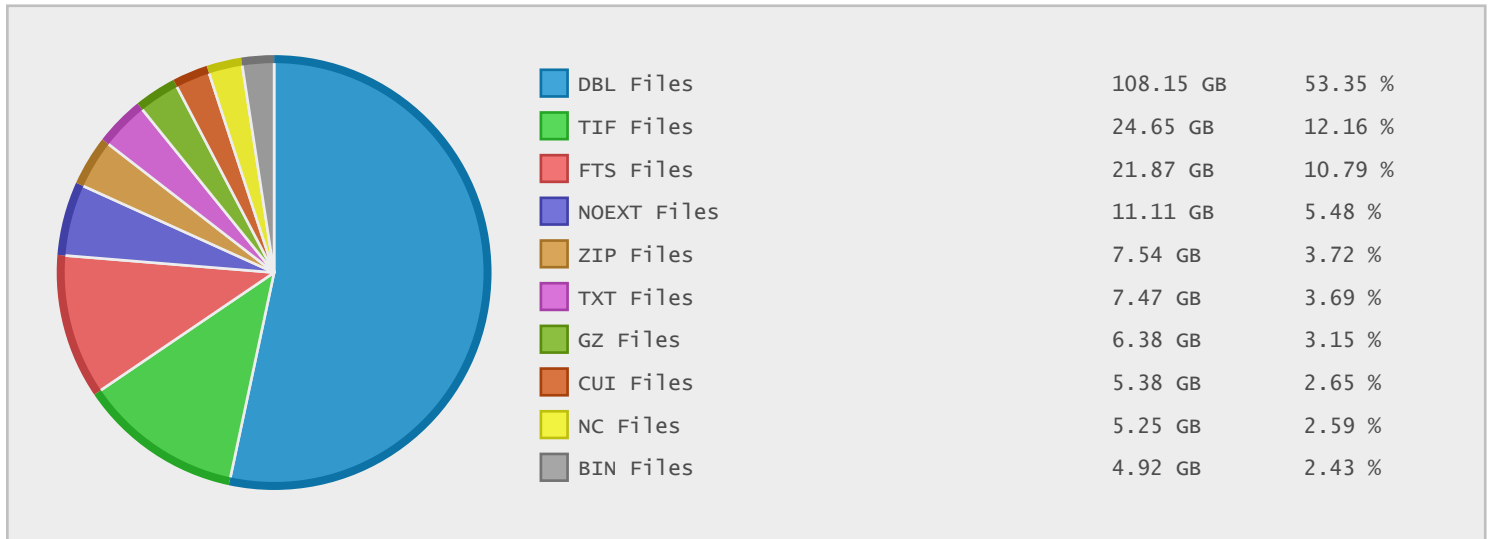 DBL Files 108.15 GB 53.35 %
TIF Files 24.65 GB 12.16 %
FTS Files 21.87 GB 10.79 %
NOEXT Files 11.11 GB 5.48 %
ZIP Files 7.54 GB 3.72 %
TXT Files 7.47 GB 3.69 %
GZ Files 6.38 GB 3.15 %
CUI Files 5.38 GB 2.65 %
NC Files 5.25 GB 2.59 %
BIN Files 4.92 GB 2.43 %